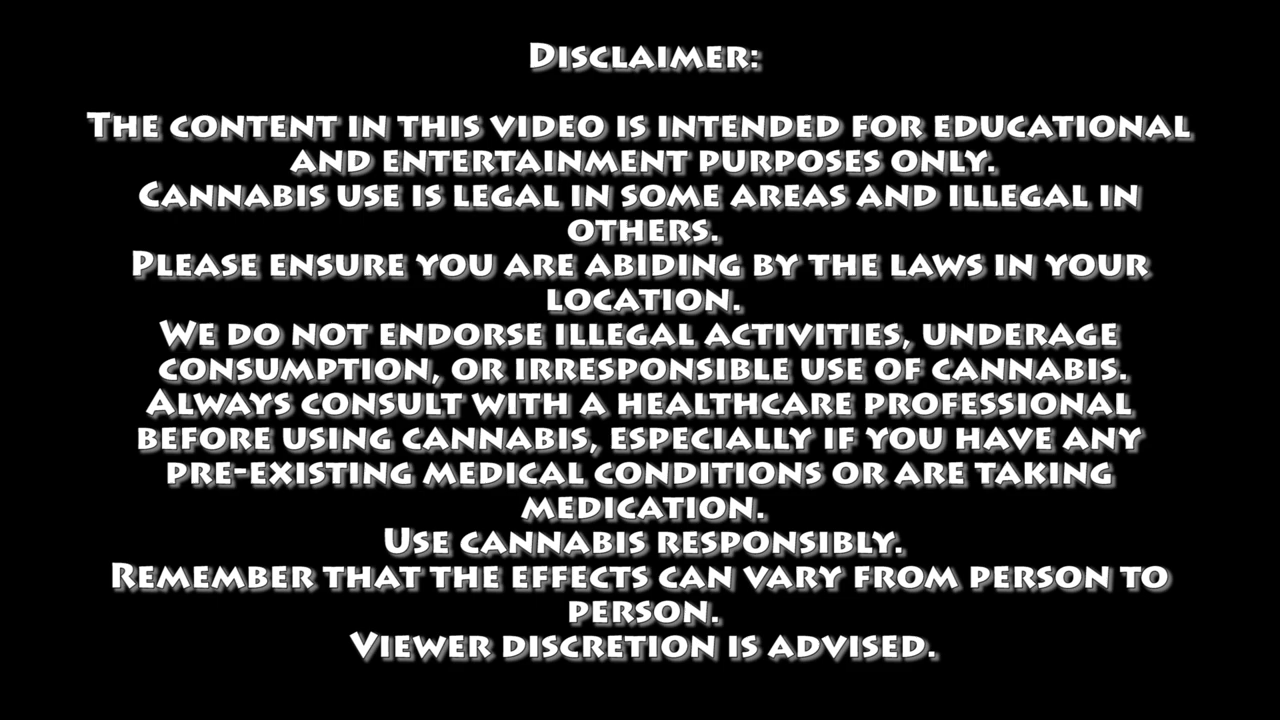 Disclaimer:
The content in this video is intended for educational
and entertainment purposes only.
Cannabis use is legal in some areas and illegal in
others.
Please ensure you are abiding by the laws in your
location.
We do not endorse illegal activities, underage
consumption, or irresponsible use of cannabis.
Always consult with a healthcare professional
before using cannabis, especially if you have any
pre-existing medical conditions or are taking
medication.
Use cannabis responsibly.
Remember that the effects can vary from person to
person.
Viewer discretion is advised.